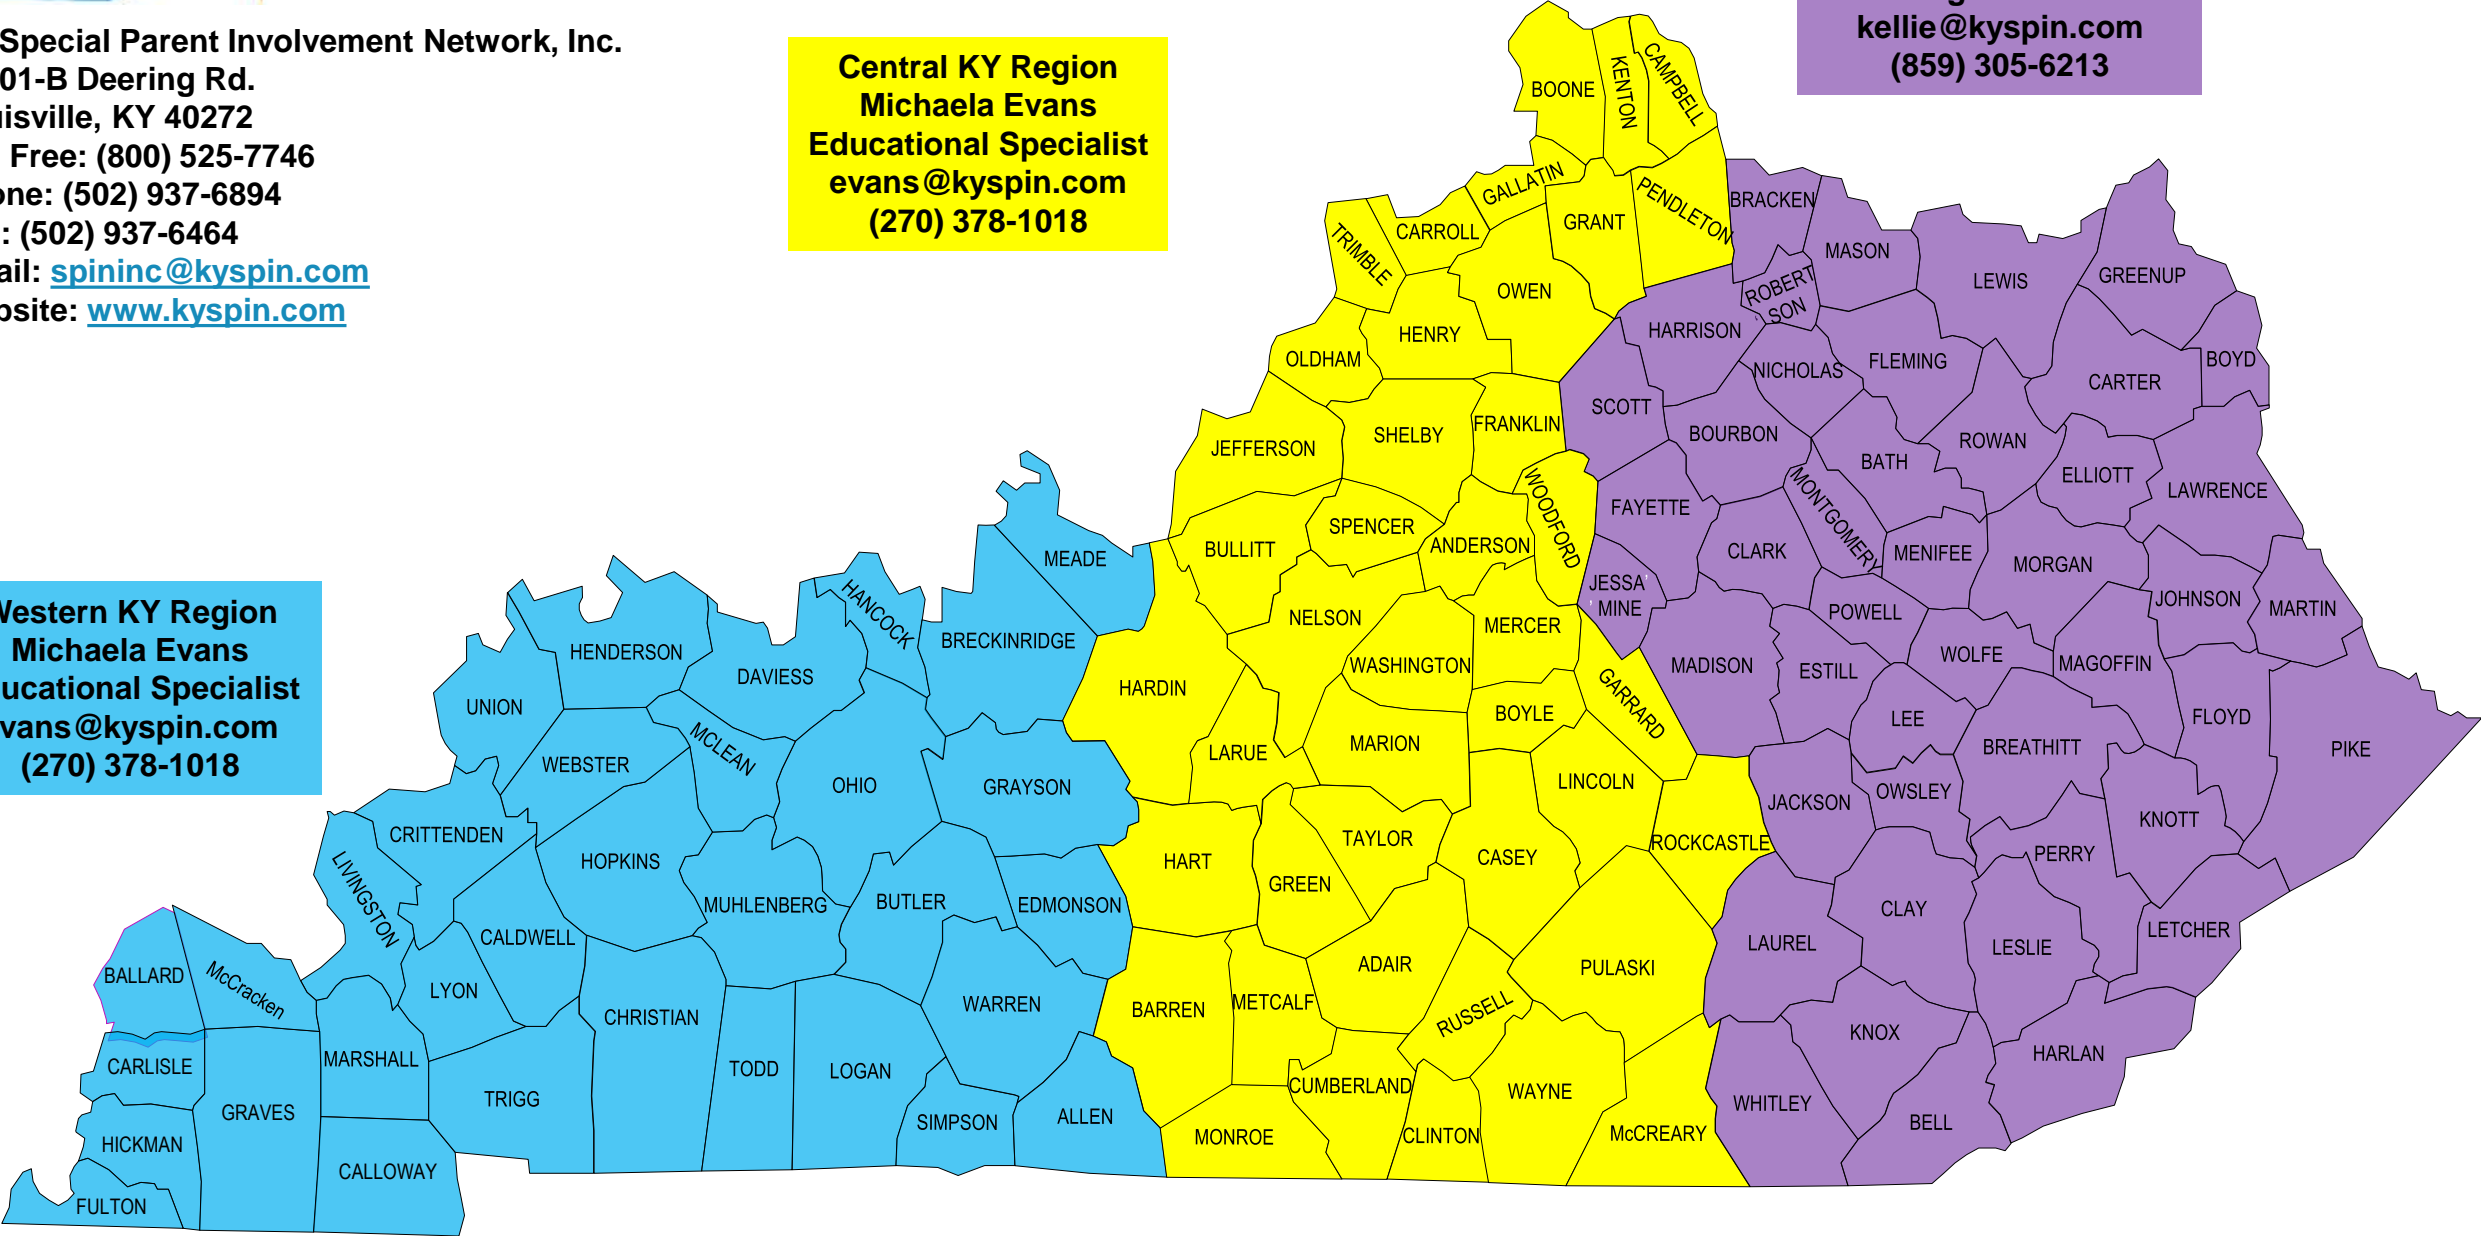 Special Parent Involvement Network, Inc.
01-B Deering Rd.
KY 40272
Free: (800) 525-7746
(502) 937-6894
: (502) 937-6464
spininc@kyspin.com
www.kyspin.com
Central KY Region
Michaela Evans
Educational Specialist
evans@kyspin.com
(270) 378-1018
kellie@kyspin.com
(859) 305-6213
Western KY Region
Michaela Evans
Educational Specialist
evans@kyspin.com
(270) 378-1018
BOONE
KENTON
CAMPBELL
GALLATIN
GRANT
PENDLETON
BRACKEN
TRIMBLE
CARROLL
OWEN
MASON
ROBERT
SON
LEWIS
GREENUP
HENRY
HARRISON
OLDHAM
NICHOLAS
FLEMING
CARTER
BOYD
SCOTT
FRANKLIN
SHELBY
JEFFERSON
BOURBON
ROWAN
BATH
ELLIOTT
LAWRENCE
WOODFORD
FAYETTE
MONTGOMERY
SPENCER
BULLITT
ANDERSON
CLARK
MENIFEE
MORGAN
MEADE
JESSA'
' MINE
JOHNSON
MARTIN
HANCOCK
BRECKINRIDGE
NELSON
MERCER
POWELL
HENDERSON
DAVIESS
WASHINGTON
MADISON
ESTILL
WOLFE
MAGOFFIN
UNION
HARDIN
GARRARD
BOYLE
LEE
FLOYD
MCLEAN
LARUE
MARION
BREATHITT
PIKE
WEBSTER
OHIO
GRAYSON
LINCOLN
JACKSON
OWSLEY
KNOTT
CRITTENDEN
TAYLOR
ROCKCASTLE
PERRY
LIVINGSTON
HOPKINS
HART
GREEN
CASEY
MUHLENBERG
BUTLER
EDMONSON
CLAY
CALDWELL
LAUREL
LESLIE
LETCHER
BALLARD
McCracken
LYON
ADAIR
PULASKI
CHRISTIAN
WARREN
BARREN
METCALF
RUSSELL
KNOX
CARLISLE
MARSHALL
TODD
LOGAN
HARLAN
GRAVES
TRIGG
CUMBERLAND
WAYNE
WHITLEY
SIMPSON
ALLEN
BELL
HICKMAN
MONROE
CLINTON
McCREARY
CALLOWAY
FULTON